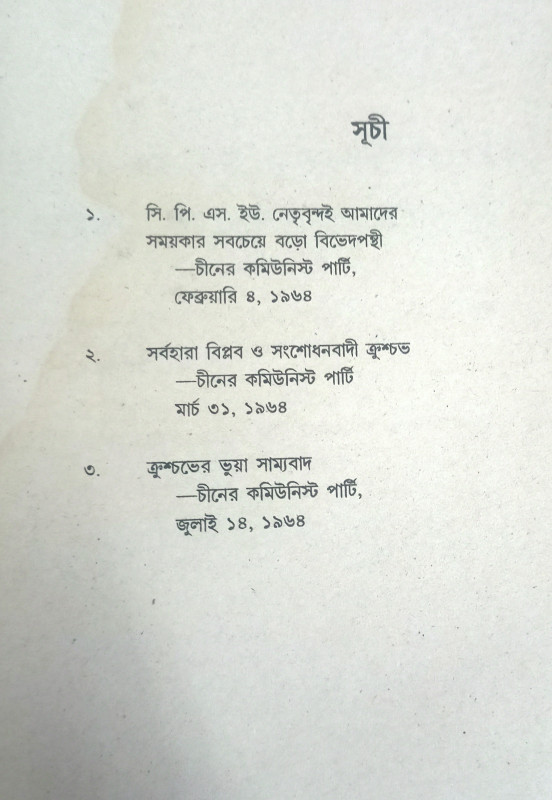 সূচী
১. সি. পি. এস. ইউ. নেতৃবৃন্দই আমাদের
সময়কার সবচেয়ে বড়ো বিভেদপন্থী
—চীনের কমিউনিস্ট পার্টি,
ফেব্রুয়ারি ৪, ১৯৬৪
২. সর্বহারা বিপ্লব ও সংশোধনবাদী ক্রুশ্চভ
—চীনের কমিউনিস্ট পার্টি
মার্চ ৩১, ১৯৬৪
৩. ক্রুশ্চভের ভুয়া সাম্যবাদ
—চীনের কমিউনিস্ট পার্টি,
জুলাই ১৪, ১৯৬৪